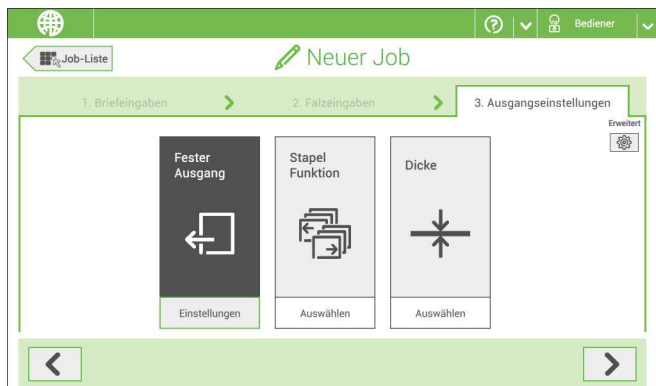 Bediener
Job-Liste
Neuer Job
1. Briefeingaben
2. Falzeingaben
3. Ausgangseinstellungen
Erweitert
Fester
Ausgang
Stapel
Funktion
Dicke
Einstellungen
Auswählen
Auswählen